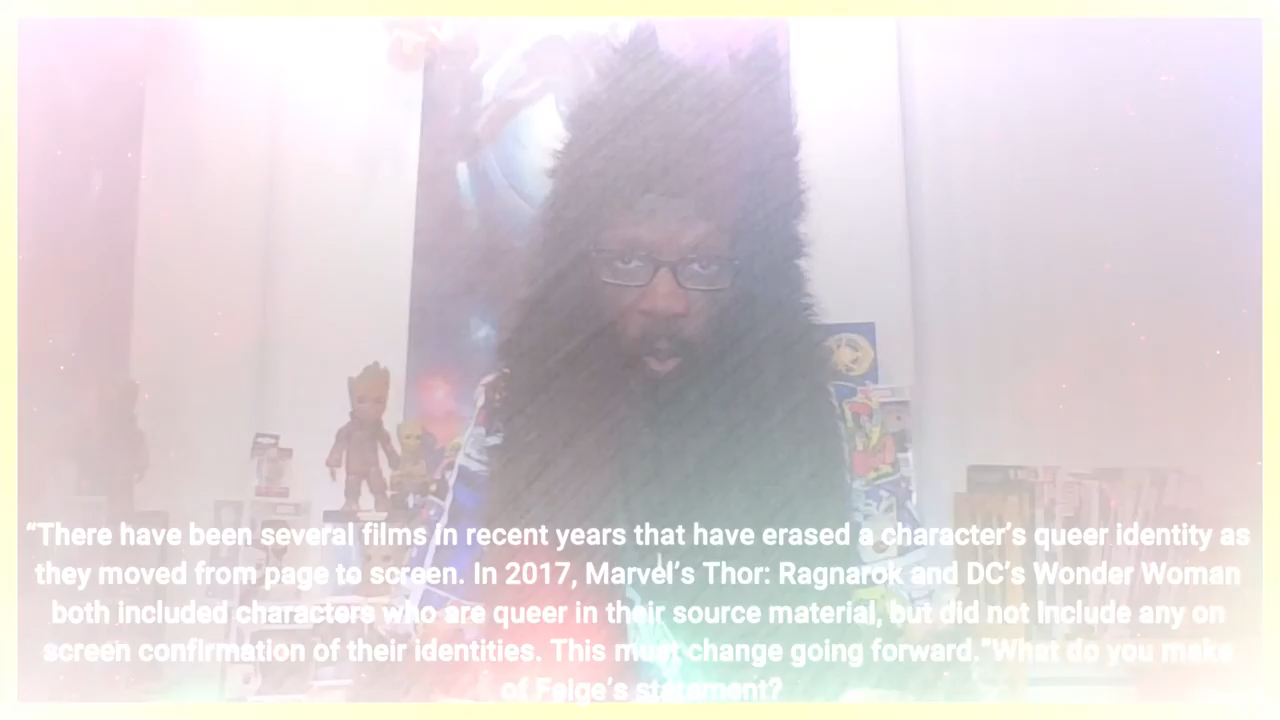 “There have been several films in recent years that have erased a character’s queer identity as
they moved from page to screen. In 2017, Marvel’s Thor: Ragnarok and DC’s Wonder Woman
both included characters who are queer in their source material, but did not include any on
screen confirmation of their identities. This must change going forward.“What do you make
of Feige’s statement?